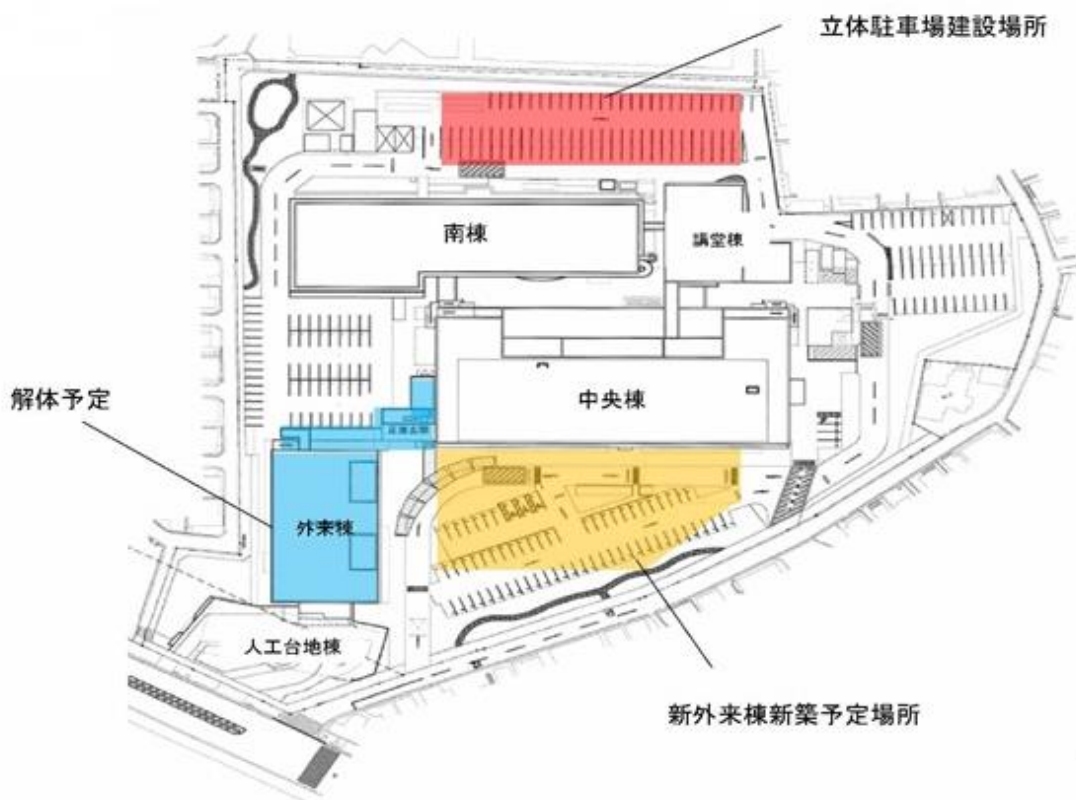 立体駐車場建設場所
南棟
講堂棟
解体予定
中央棟
外来棟
人工台地棟
新外来棟新築予定場所